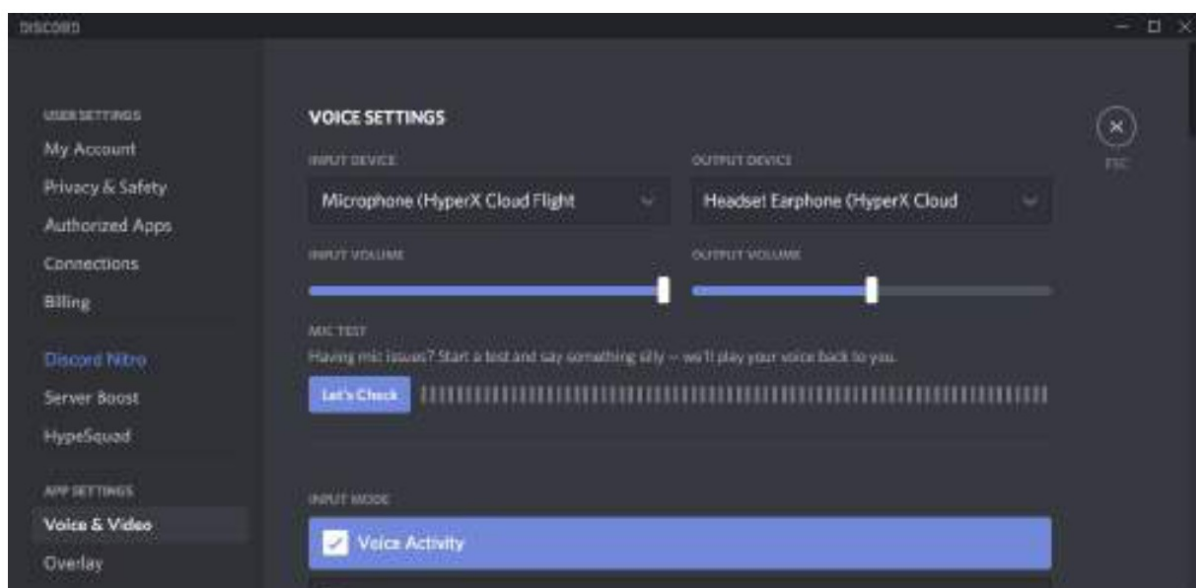 DISCORD
USER SETTINGS
My Account
Privacy & Safety
Authorized Apps
Connections
Billing
Discord Nitro
Server Boost
HypeSquad
APP SETTINGS
Voice & Video
Overlay
VOICE SETTINGS
INPUT DEVICE
Microphone (HyperX Cloud Flight
OUTPUT DEVICE
Headset Earphone (HyperX Cloud
INPUT VOLUME
OUTPUT VOLUME
MIC TEST
Having mic issues? Start a test and say something silly — we'll play your voice back to you.
Let's Check
INPUT MODE
Voice Activity
ESC